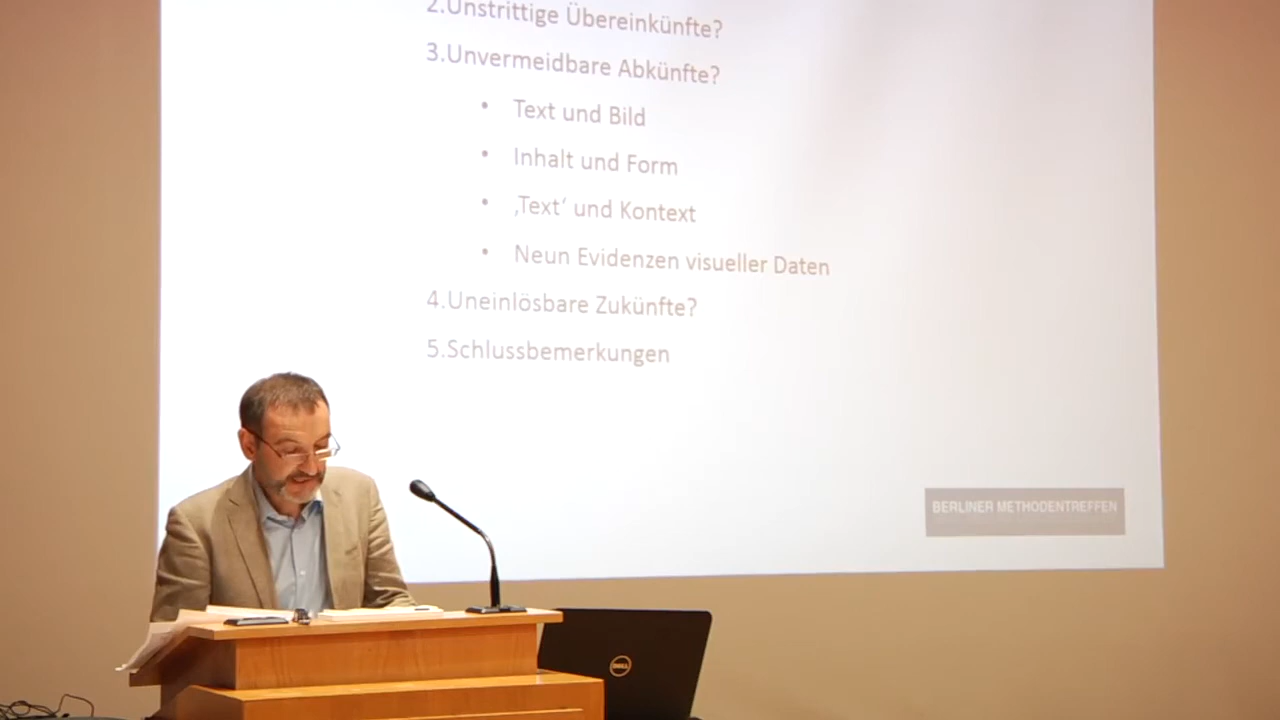 2.Unstrittige Übereinkünfte?
3.Unvermeidbare Abkünfte?
• Text und Bild
• Inhalt und Form
• ‚Text‘ und Kontext
• Neun Evidenzen visueller Daten
4.Uneinlösbare Zukünfte?
5.Schlussbemerkungen
BERLINER METHODENTREFFEN
DELL